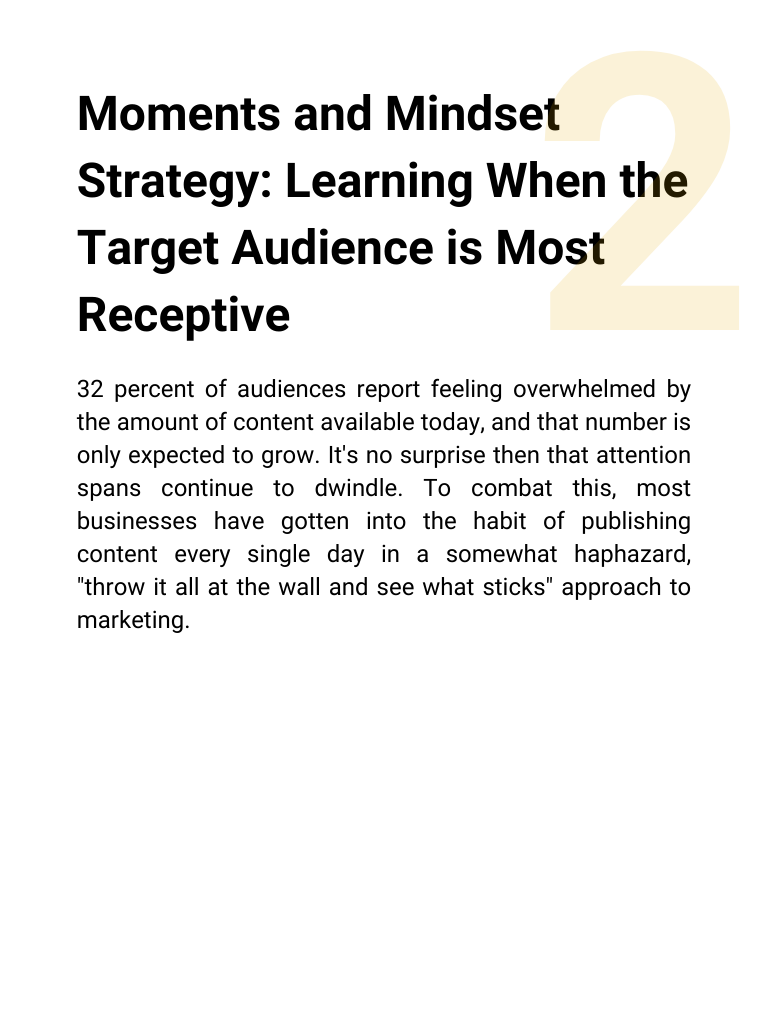 2
Moments and Mindset
Strategy: Learning When the
Target Audience is Most
Receptive
32 percent of audiences report feeling overwhelmed by
the amount of content available today, and that number is
only expected to grow. It's no surprise then that attention
spans continue to dwindle. To combat this, most
businesses have gotten into the habit of publishing
content every single day in a somewhat haphazard,
"throw it all at the wall and see what sticks" approach to
marketing.